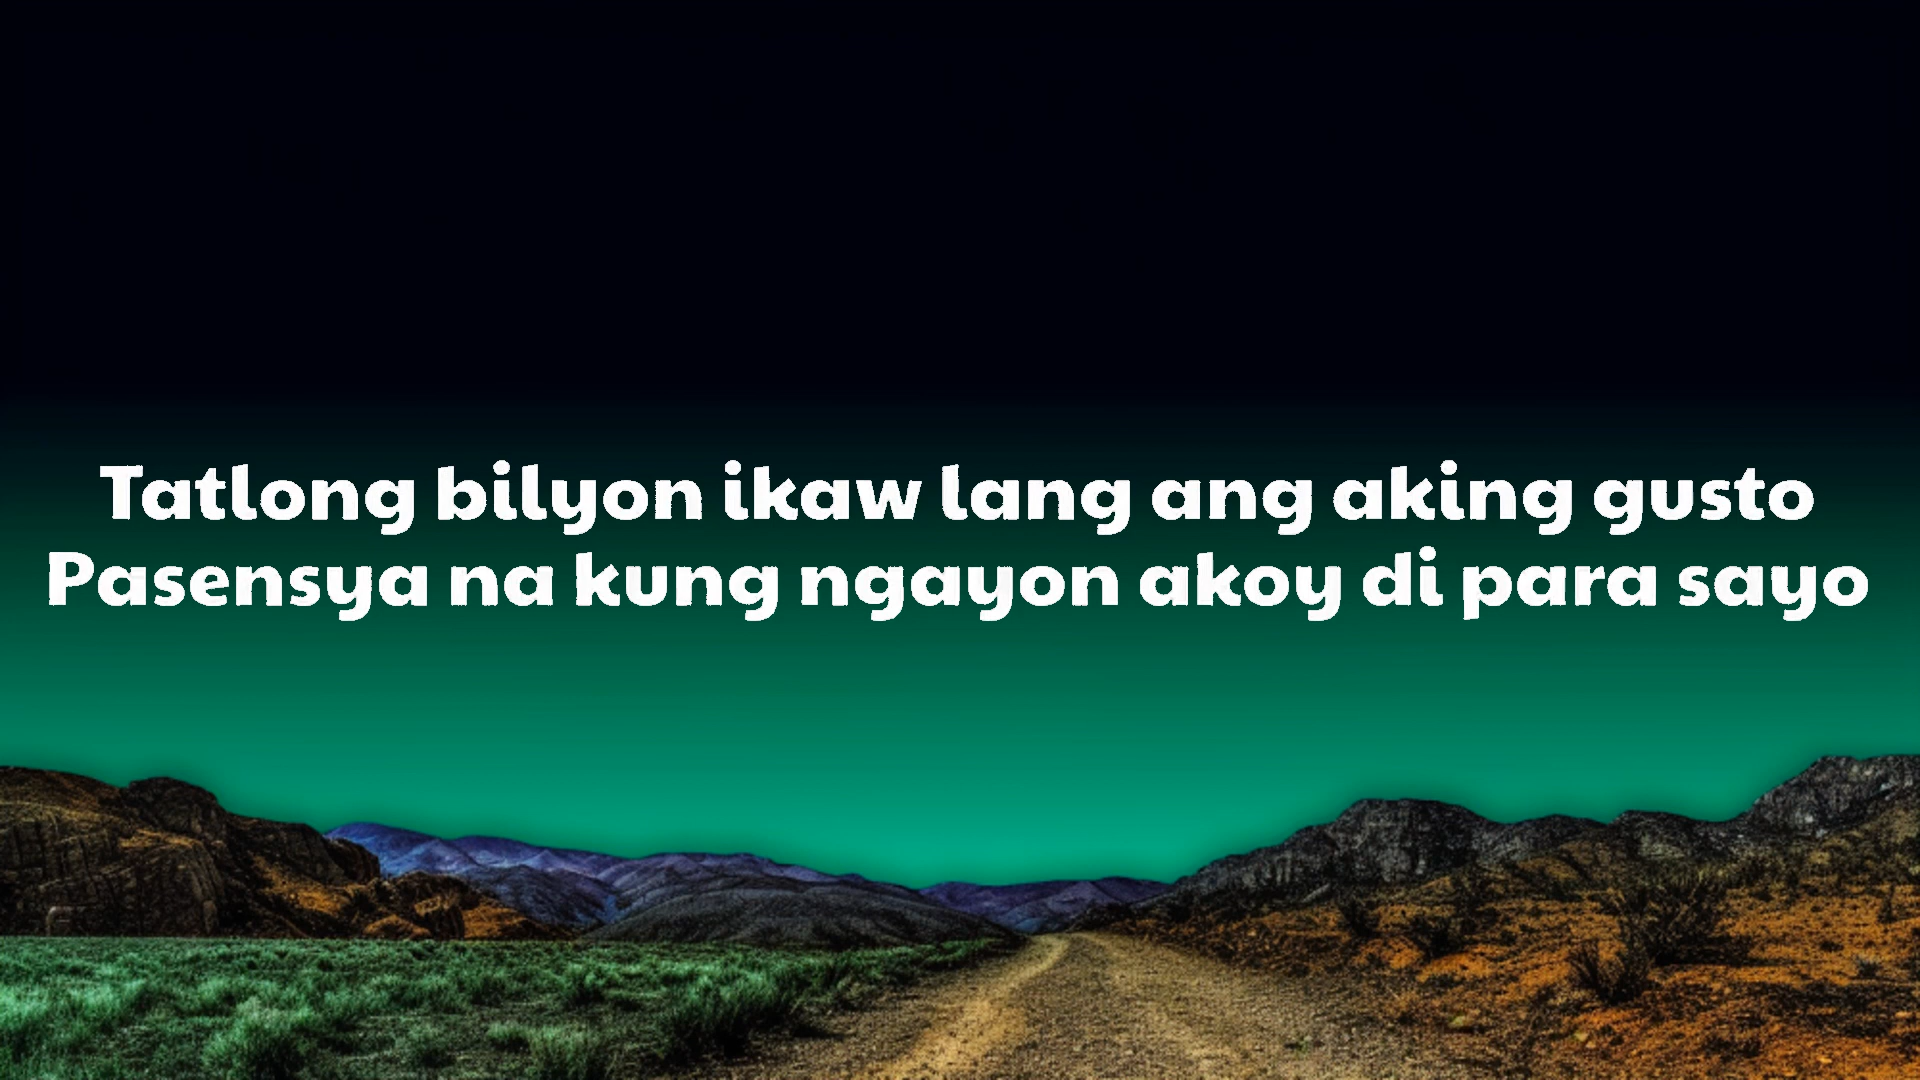 Tatlong bilyon ikaw lang ang aking gusto
Pasensya na kung ngayon akoy di para sayo